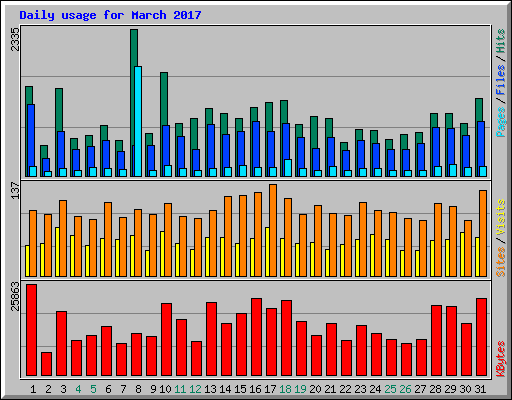 Daily usage for March 2017
2335
Pages / Files / Hits
137
Sites / Visits
25863
KBytes
1 2 3 4 5 6 7 8 9 10 11 12 13 14 15 16 17 18 19 20 21 22 23 24 25 26 27 28 29 30 31